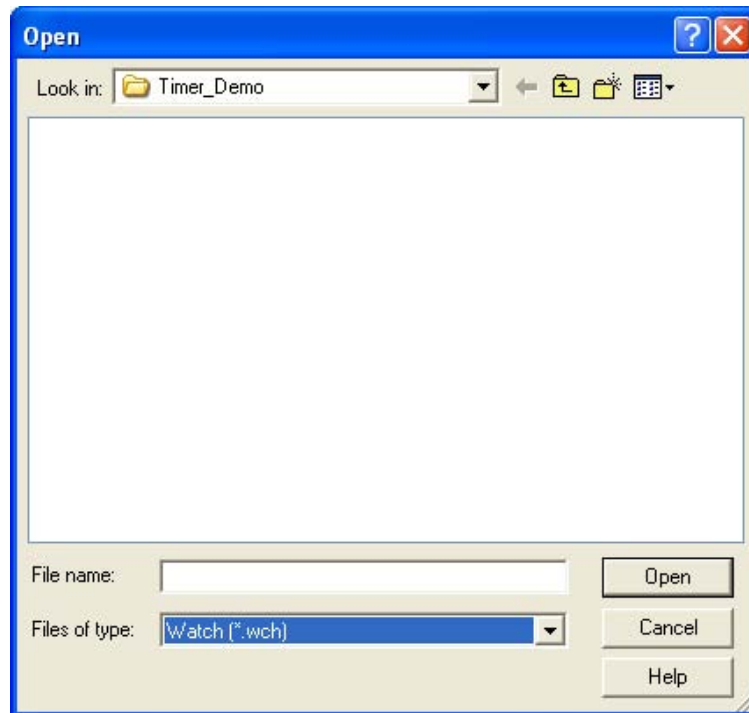 Open
Look in: Timer_Demo
File name:
Open
Files of type: Watch (*.wch)
Cancel
Help